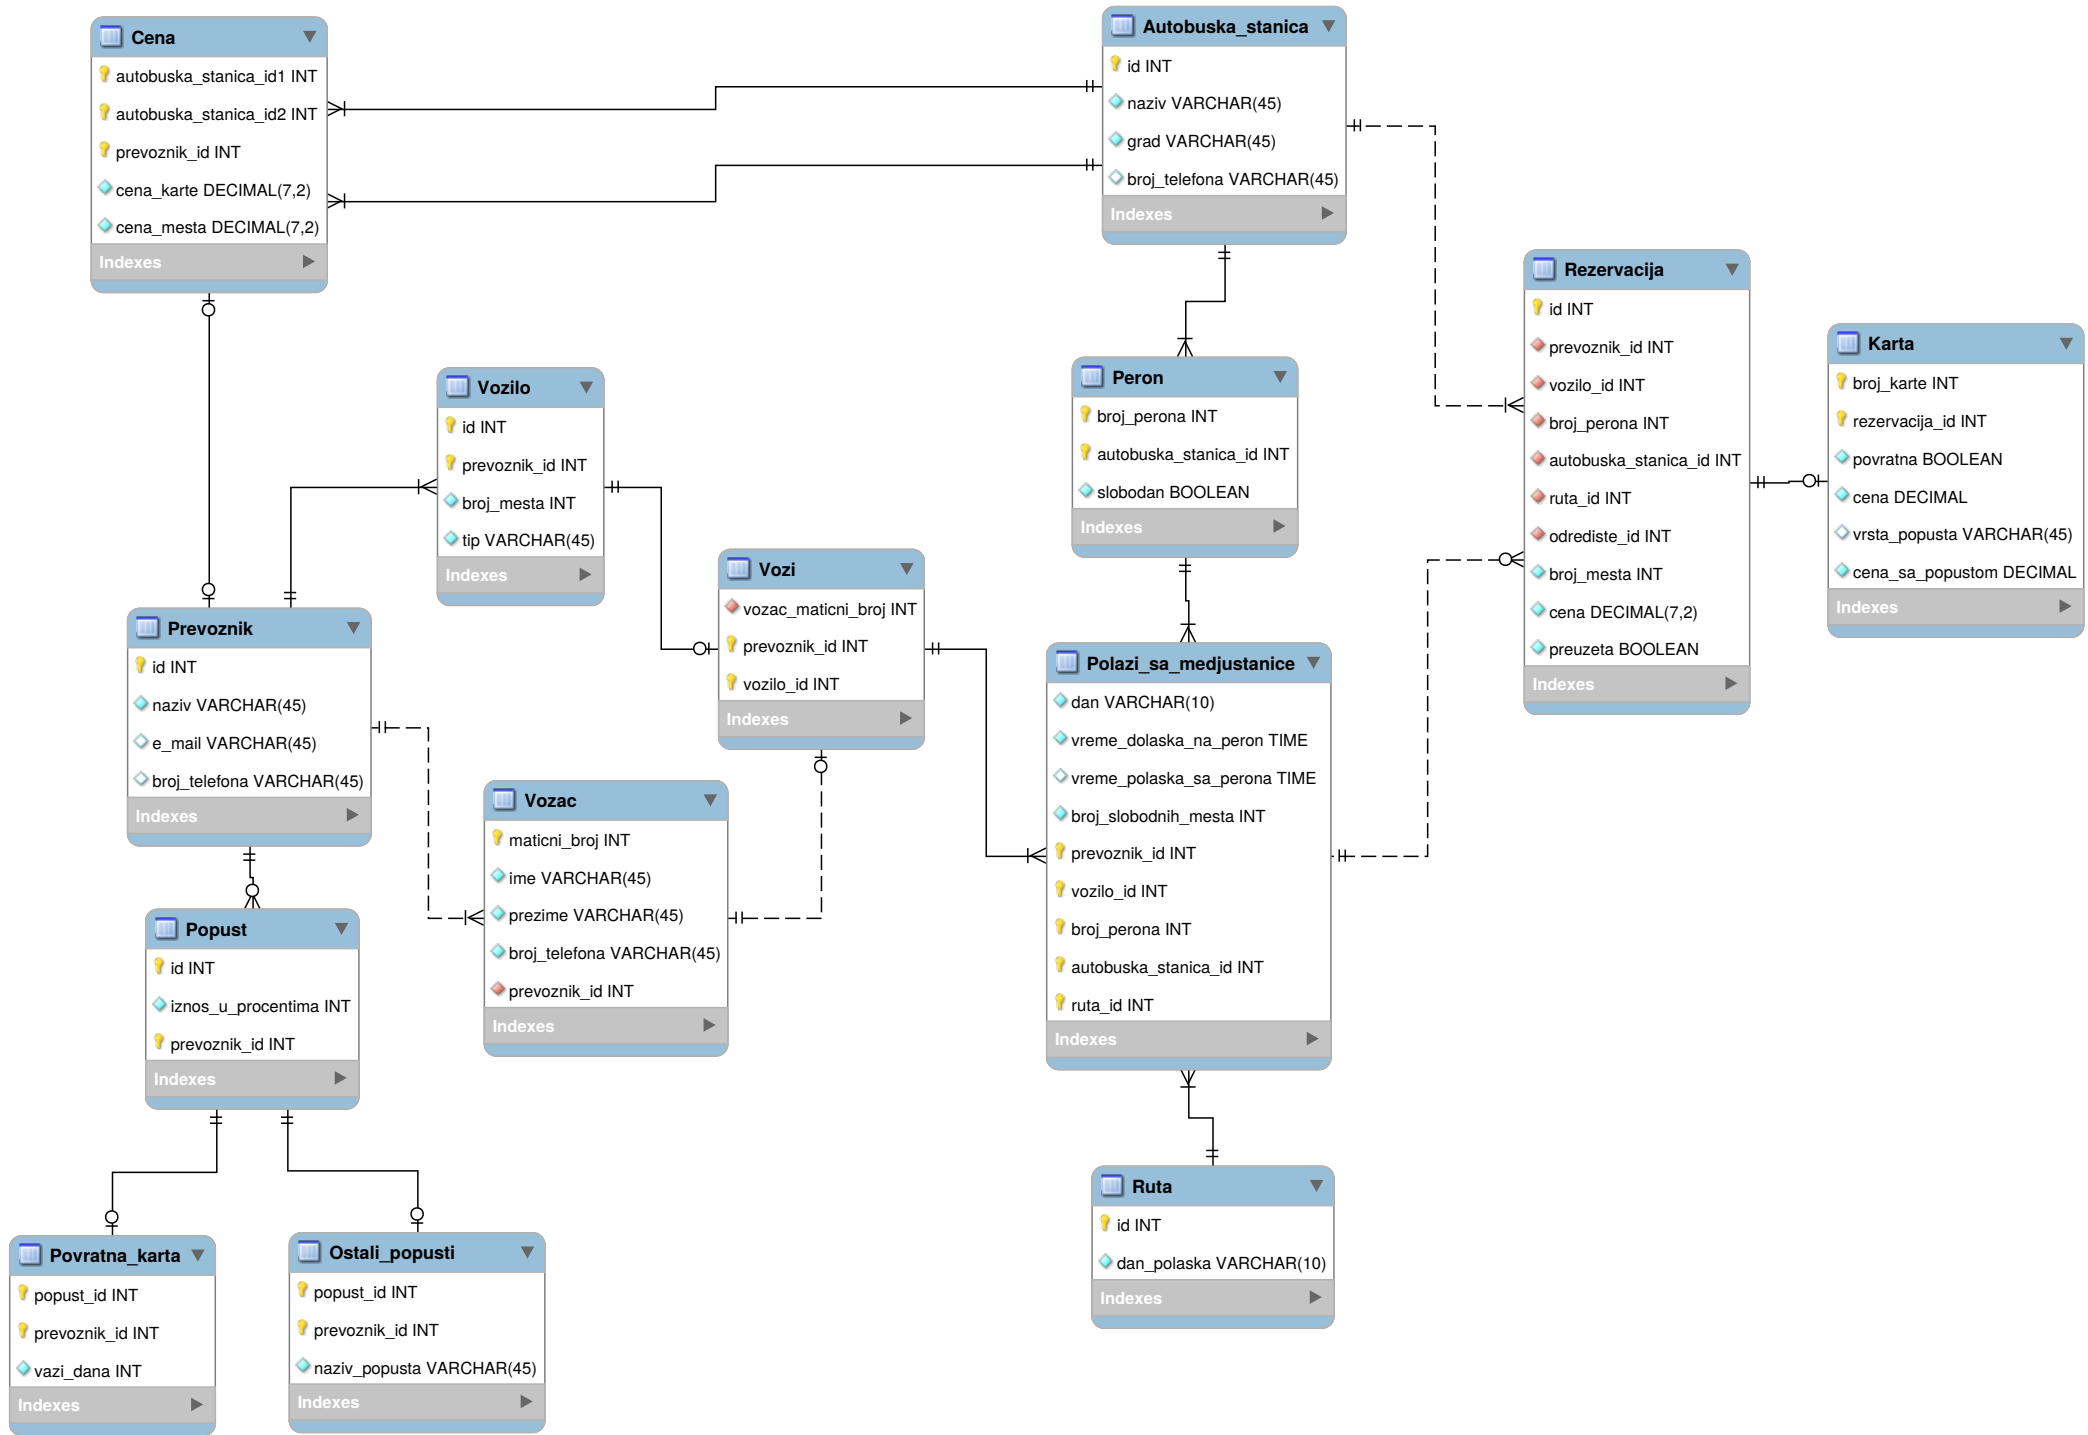 Cena
autobuska_stanica_id1 INT
autobuska_stanica_id2 INT
prevoznik_id INT
cena_karte DECIMAL(7,2)
cena_mesta DECIMAL(7,2)
Indexes
Autobuska_stanica
id INT
naziv VARCHAR(45)
grad VARCHAR(45)
broj_telefona VARCHAR(45)
Indexes
Rezervacija
id INT
prevoznik_id INT
vozilo_id INT
broj_perona INT
autobuska_stanica_id INT
ruta_id INT
odrediste_id INT
broj_mesta INT
cena DECIMAL(7,2)
preuzeta BOOLEAN
Indexes
Karta
broj_karte INT
rezervacija_id INT
povratna BOOLEAN
cena DECIMAL
vrsta_popusta VARCHAR(45)
cena_sa_popustom DECIMAL
Indexes
Vozilo
id INT
prevoznik_id INT
broj_mesta INT
tip VARCHAR(45)
Indexes
Peron
broj_perona INT
autobuska_stanica_id INT
slobodan BOOLEAN
Indexes
Vozi
vozac_maticni_broj INT
prevoznik_id INT
vozilo_id INT
Indexes
Prevoznik
id INT
naziv VARCHAR(45)
e_mail VARCHAR(45)
broj_telefona VARCHAR(45)
Indexes
Polazi_sa_medjustanice
dan VARCHAR(10)
vreme_dolaska_na_peron TIME
vreme_polaska_sa_perona TIME
broj_slobodnih_mesta INT
prevoznik_id INT
vozilo_id INT
broj_perona INT
autobuska_stanica_id INT
ruta_id INT
Indexes
Vozac
maticni_broj INT
ime VARCHAR(45)
prezime VARCHAR(45)
broj_telefona VARCHAR(45)
prevoznik_id INT
Indexes
Popust
id INT
iznos_u_procentima INT
prevoznik_id INT
Indexes
Ruta
id INT
dan_polaska VARCHAR(10)
Indexes
Povratna_karta
popust_id INT
prevoznik_id INT
vazi_dana INT
Indexes
Ostali_popusti
popust_id INT
prevoznik_id INT
naziv_popusta VARCHAR(45)
Indexes